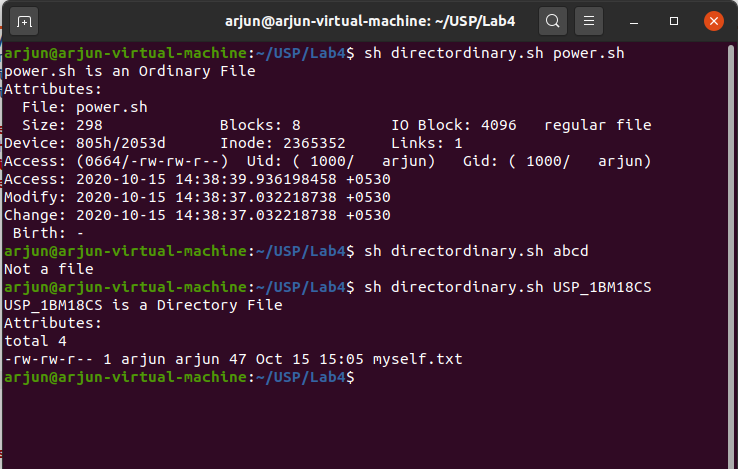 arjun@arjun-virtual-machine: ~/USP/Lab4
arjun@arjun-virtual-machine:~/USP/Lab4$ sh directordinary.sh power.sh
power.sh is an Ordinary File
Attributes:
  File: power.sh
  Size: 298             Blocks: 8          IO Block: 4096   regular file
Device: 805h/2053d      Inode: 2365352     Links: 1
Access: (0664/-rw-rw-r--)  Uid: ( 1000/   arjun)   Gid: ( 1000/   arjun)
Access: 2020-10-15 14:38:39.936198458 +0530
Modify: 2020-10-15 14:38:37.032218738 +0530
Change: 2020-10-15 14:38:37.032218738 +0530
 Birth: -
arjun@arjun-virtual-machine:~/USP/Lab4$ sh directordinary.sh abcd
Not a file
arjun@arjun-virtual-machine:~/USP/Lab4$ sh directordinary.sh USP_1BM18CS
USP_1BM18CS is a Directory File
Attributes:
total 4
-rw-rw-r-- 1 arjun arjun 47 Oct 15 15:05 myself.txt
arjun@arjun-virtual-machine:~/USP/Lab4$